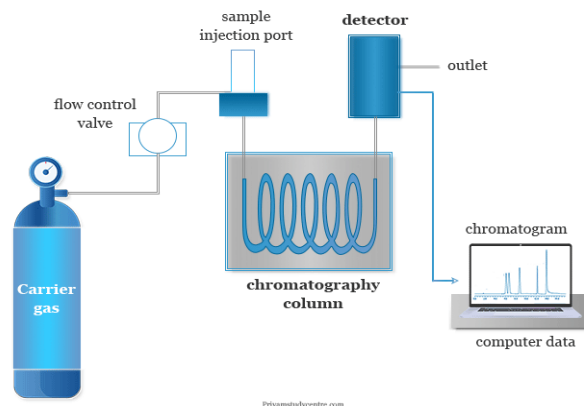 sample
injection port
detector
outlet
flow control
valve
Carrier
gas
chromatography
column
chromatogram
computer data
Priyamstudycentre.com